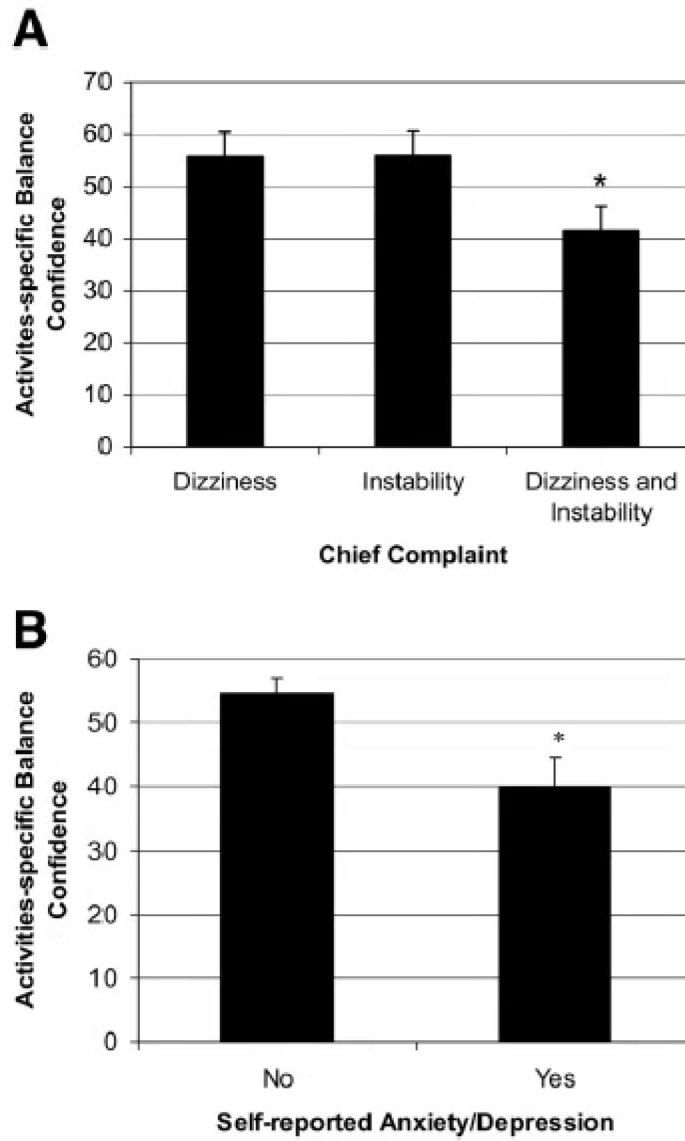 A
Activites-specific Balance
Confidence
70
60
50
40
30
20
10
0
*
Dizziness
Instability
Dizziness and
Instability
Chief Complaint
B
Activities-specific Balance
Confidence
60
50
40
30
20
10
0
*
No
Yes
Self-reported Anxiety/Depression